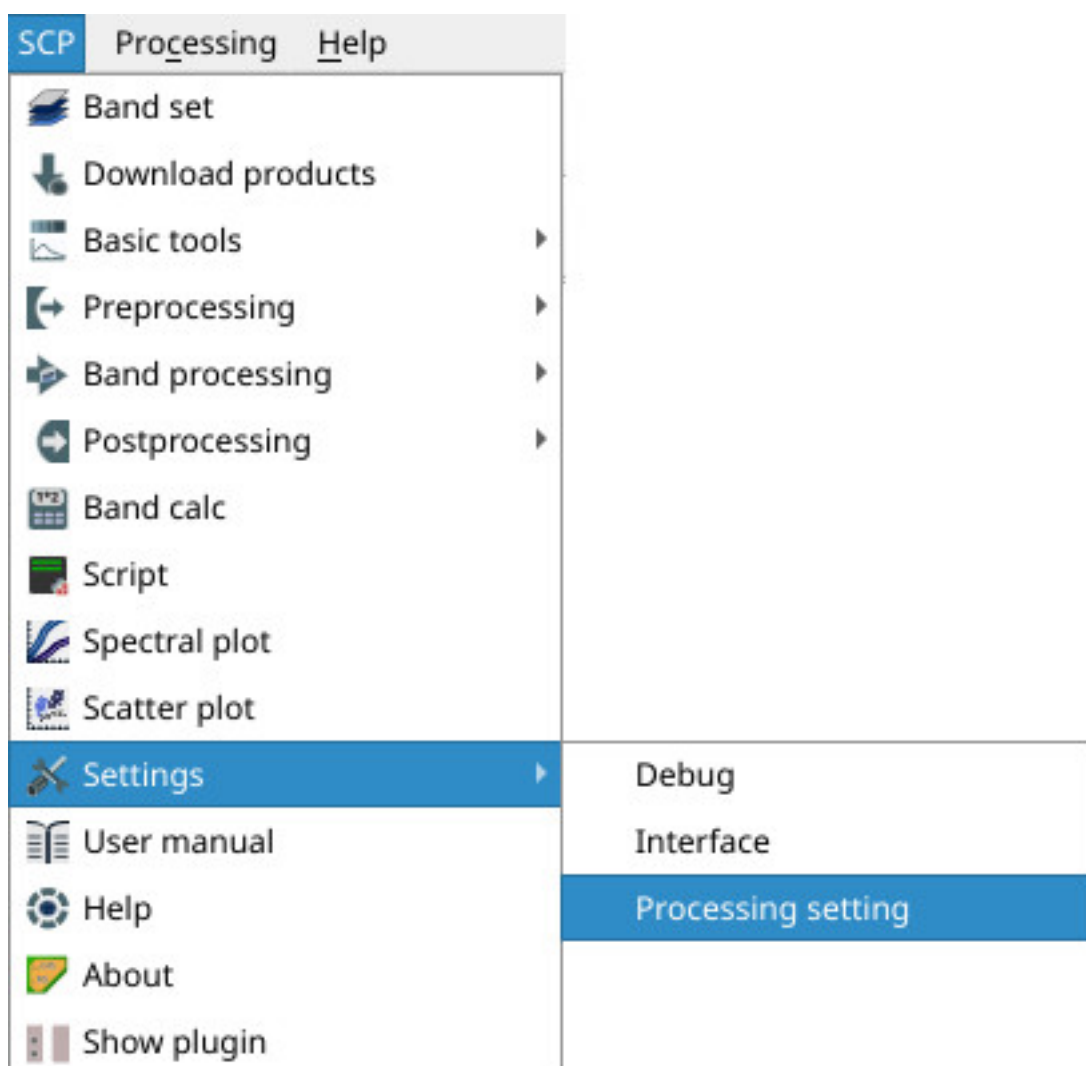 SCP Processing Help
Band set
Download products
Basic tools
Preprocessing
Band processing
Postprocessing
Band calc
Script
Spectral plot
Scatter plot
Settings Debug
User manual Interface
Help Processing setting
About
Show plugin